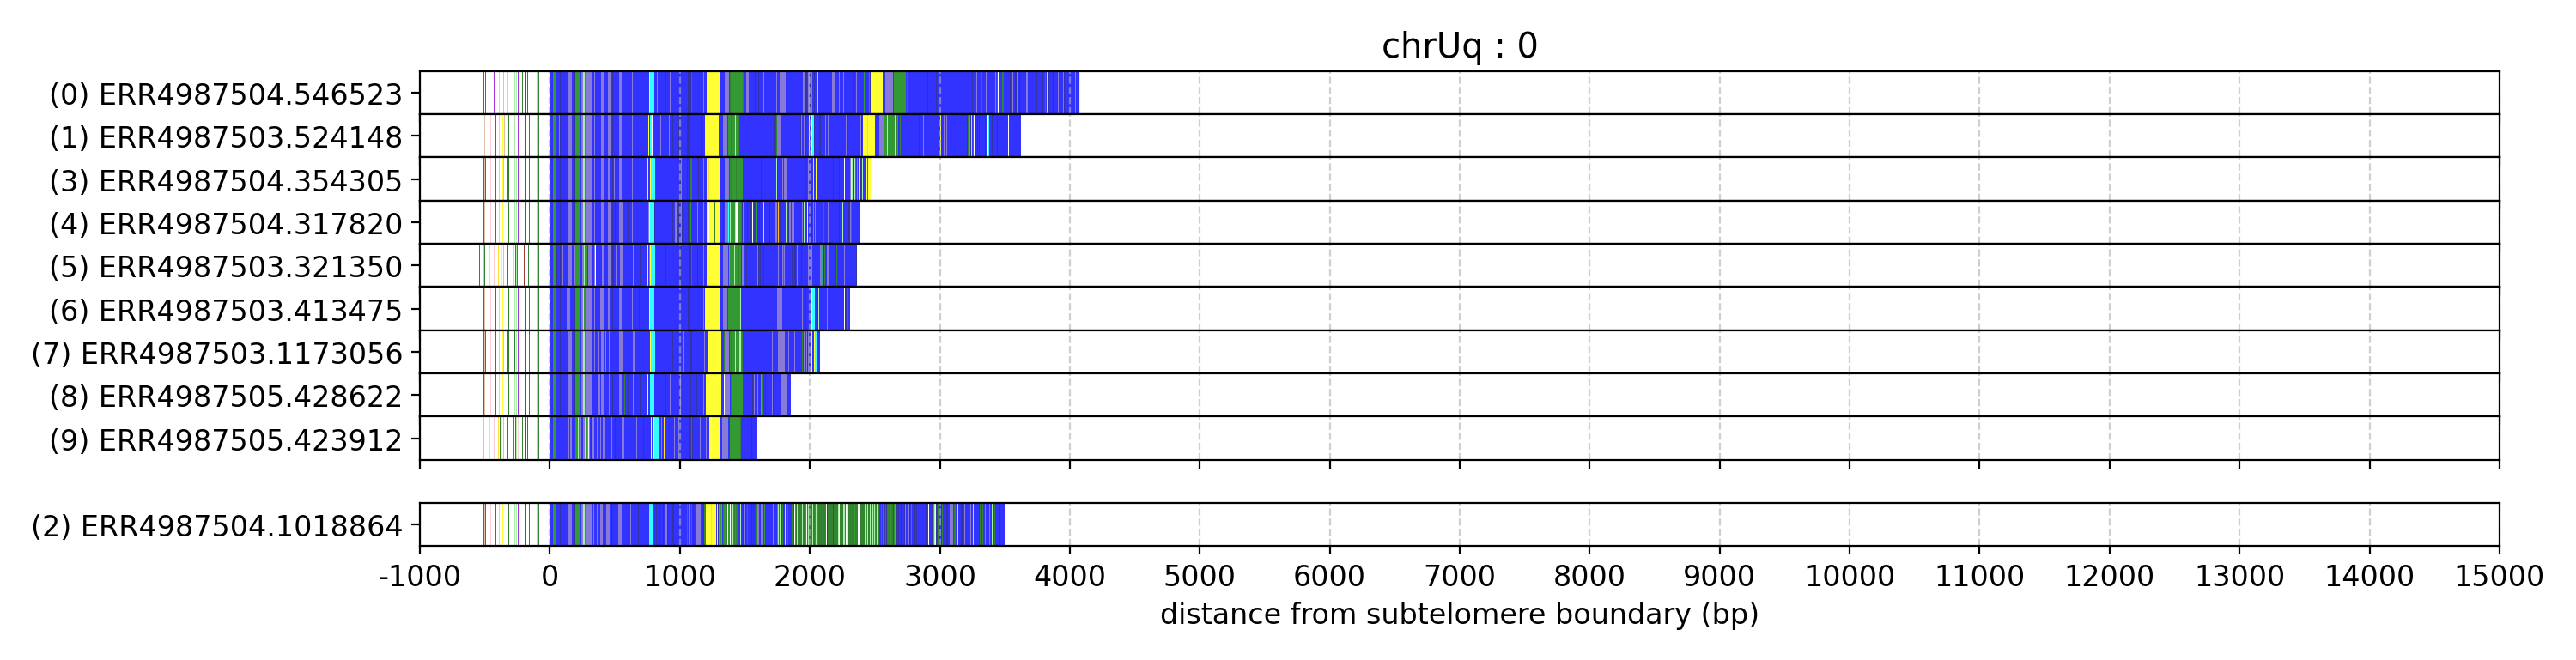 chrUq : 0
(0) ERR4987504.546523
(1) ERR4987503.524148
(3) ERR4987504.354305
(4) ERR4987504.317820
(5) ERR4987503.321350
(6) ERR4987503.413475
(7) ERR4987503.1173056
(8) ERR4987505.428622
(9) ERR4987505.423912
(2) ERR4987504.1018864
-1000 0 1000 2000 3000 4000 5000 6000 7000 8000 9000 10000 11000 12000 13000 14000 15000
distance from subtelomere boundary (bp)